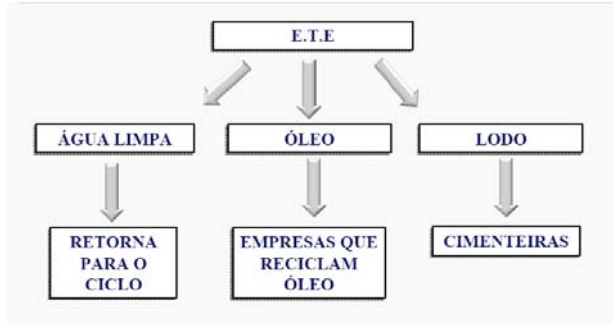 E.T.E
ÁGUA LIMPA
ÓLEO
LODO
RETORNA
PARA O
CICLO
EMPRESAS QUE
RECICLAM
ÓLEO
CIMENTEIRAS